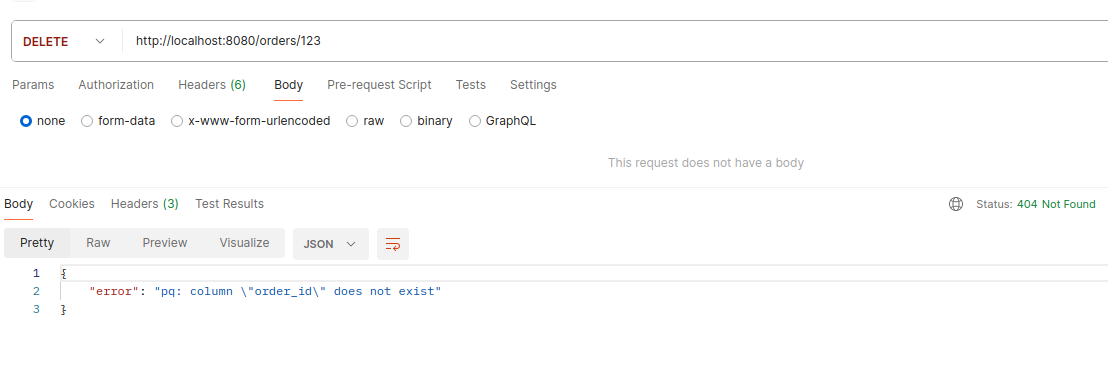 DELETE http://localhost:8080/orders/123
Params Authorization Headers (6) Body Pre-request Script Tests Settings
none form-data x-www-form-urlencoded raw binary GraphQL
This request does not have a body
Body Cookies Headers (3) Test Results Status: 404 Not Found
Pretty Raw Preview Visualize JSON
1 {
2 "error": "pq: column \"order_id\" does not exist"
3 }